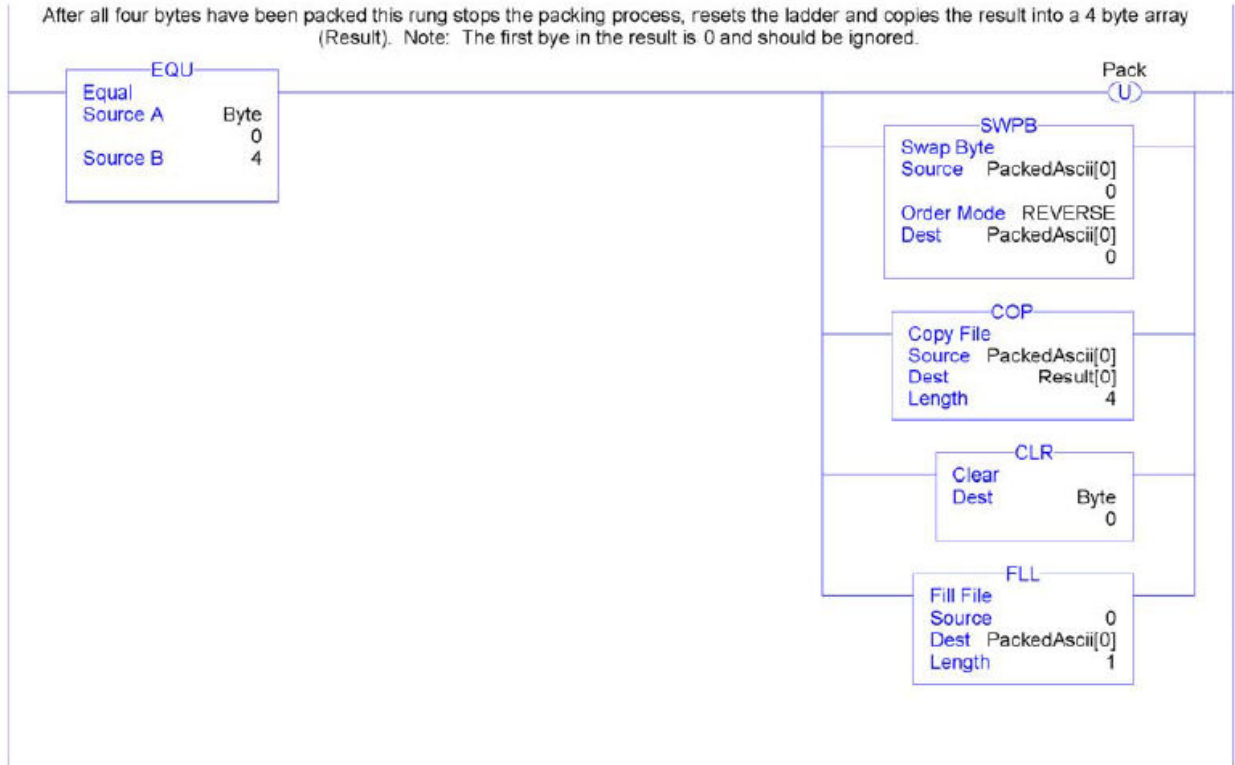 After all four bytes have been packed this rung stops the packing process, resets the ladder and copies the result into a 4 byte array
(Result). Note: The first bye in the result is 0 and should be ignored.
EQU
Equal
Source A Byte
0
Source B 4
Pack
U
SWPB
Swap Byte
Source PackedAscii[0]
0
Order Mode REVERSE
Dest PackedAscii[0]
0
COP
Copy File
Source PackedAscii[0]
Dest Result[0]
Length 4
CLR
Clear
Dest Byte
0
FLL
Fill File
Source 0
Dest PackedAscii[0]
Length 1